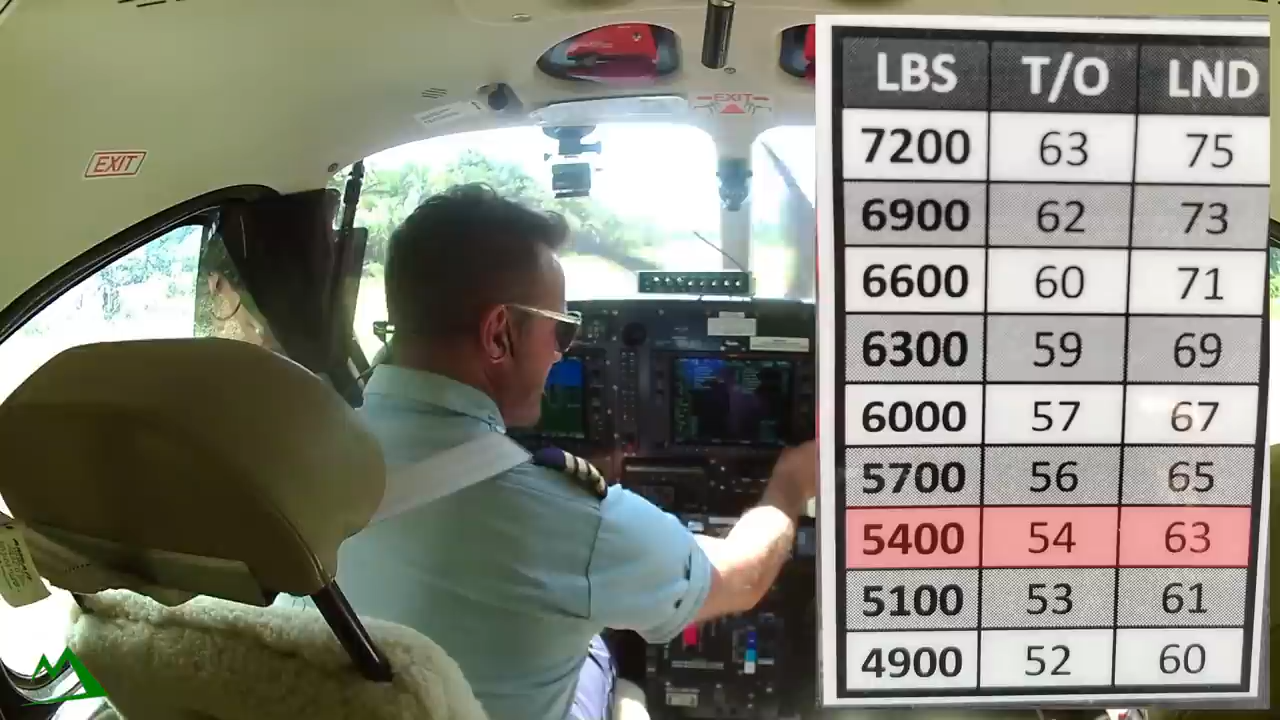 EXIT
EXIT
LBS T/O LND
7200 63 75
6900 62 73
6600 60 71
6300 59 69
6000 57 67
5700 56 65
5400 54 63
5100 53 61
4900 52 60